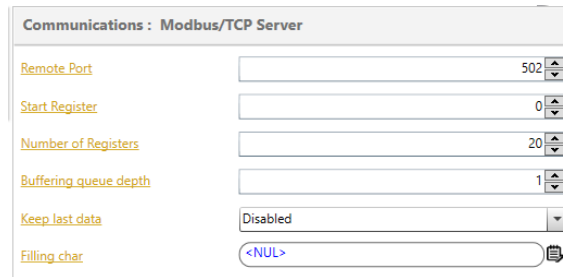 Communications : Modbus/TCP Server
Remote Port 502
Start Register 0
Number of Registers 20
Buffering queue depth 1
Keep last data Disabled
Filling char <NUL>